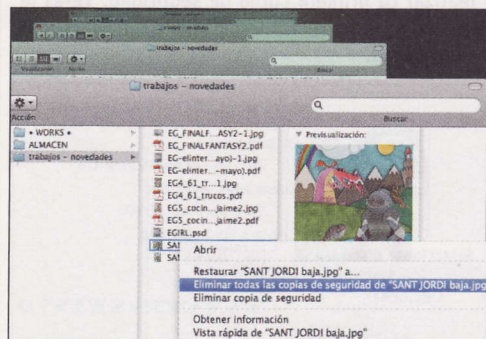 trabajos - novedades
Buscar
trabajos - novedades
Acción
Buscar
• WORKS •
ALMACEN
trabajos - novedades
EG_FINALF...ASY2-1.jpg
EG_FINALFANTASY2.pdf
EG-elinter...ayo)-1.jpg
EG-elinter...-mayo).pdf
EG4_61_tr...1.jpg
EG4_61_trucos.pdf
EG5_cocin...jaime2.jpg
EG5_cocin...jaime2.pdf
EGIRL.psd
SAN
SAN
Previsualización:
Abrir
Restaurar "SANT JORDI baja.jpg" a...
Eliminar todas las copias de seguridad de "SANT JORDI baja.jpg
Eliminar copia de seguridad
Obtener información
Vista rápida de "SANT JORDI baja.jpg"